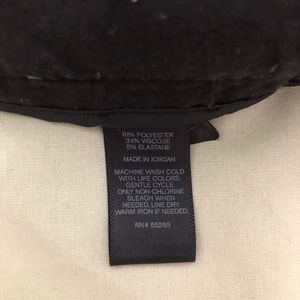 61% POLYESTER
34% VISCOSE
5% ELASTANE
MADE IN JORDAN
MACHINE WASH COLD
WITH LIKE COLORS.
GENTLE CYCLE.
ONLY NON-CHLORINE
BLEACH WHEN
NEEDED. LINE DRY.
WARM IRON IF NEEDED.
RN# 55285